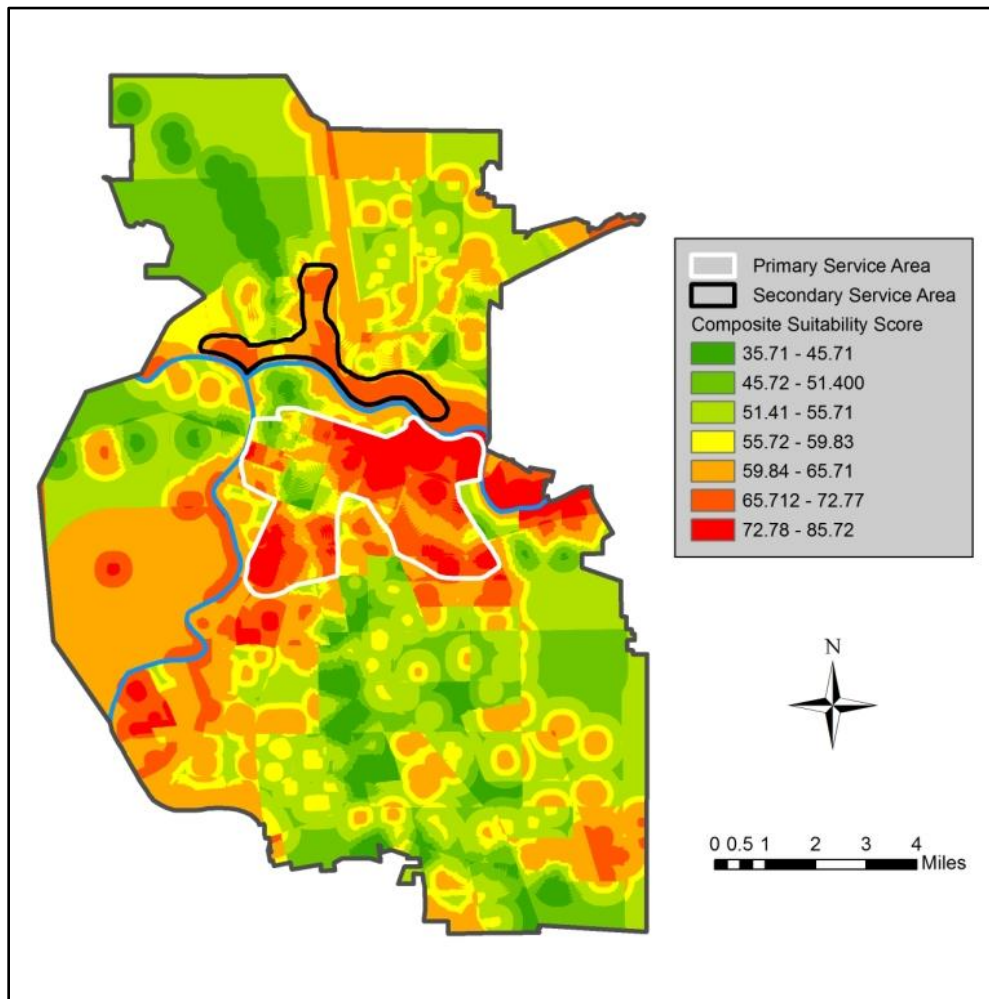 Primary Service Area
Secondary Service Area
Composite Suitability Score
35.71 - 45.71
45.72 - 51.400
51.41 - 55.71
55.72 - 59.83
59.84 - 65.71
65.712 - 72.77
72.78 - 85.72
N
0 0.5 1 2 3 4
Miles